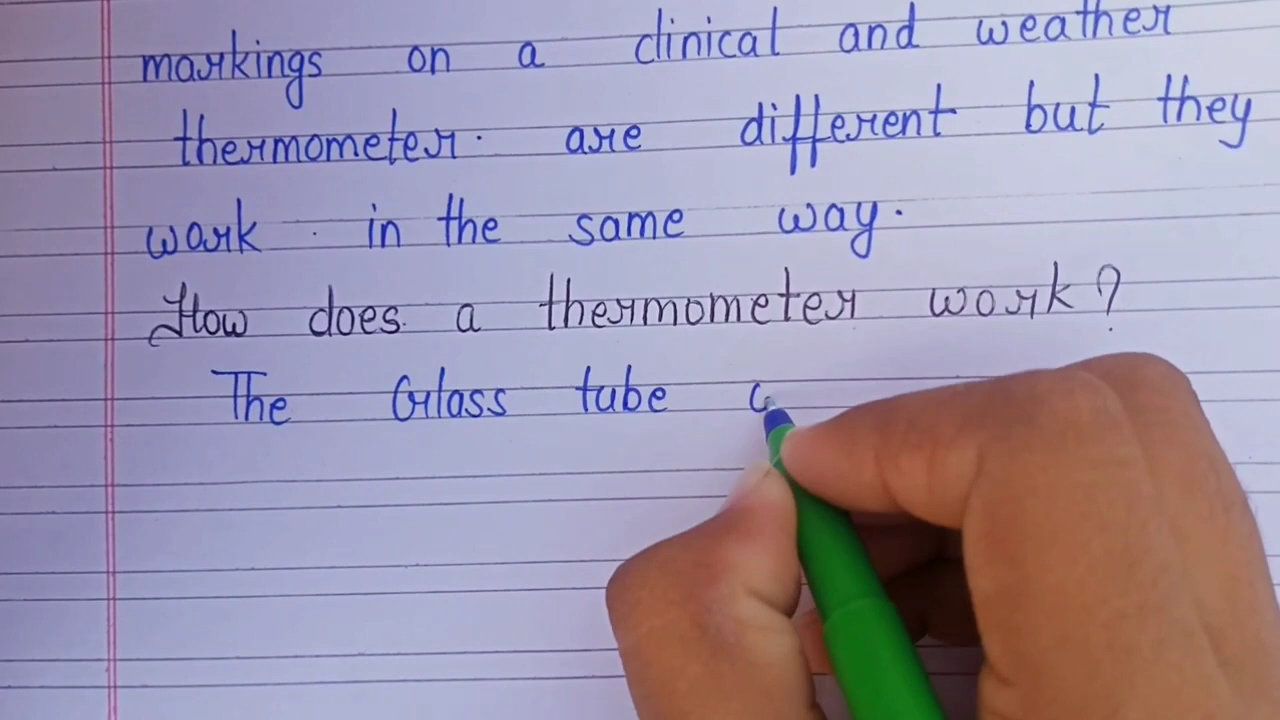 markings on a clinical and weather
thermometer. are different but they
work in the same way.
How does a thermometer work?
The Glass tube